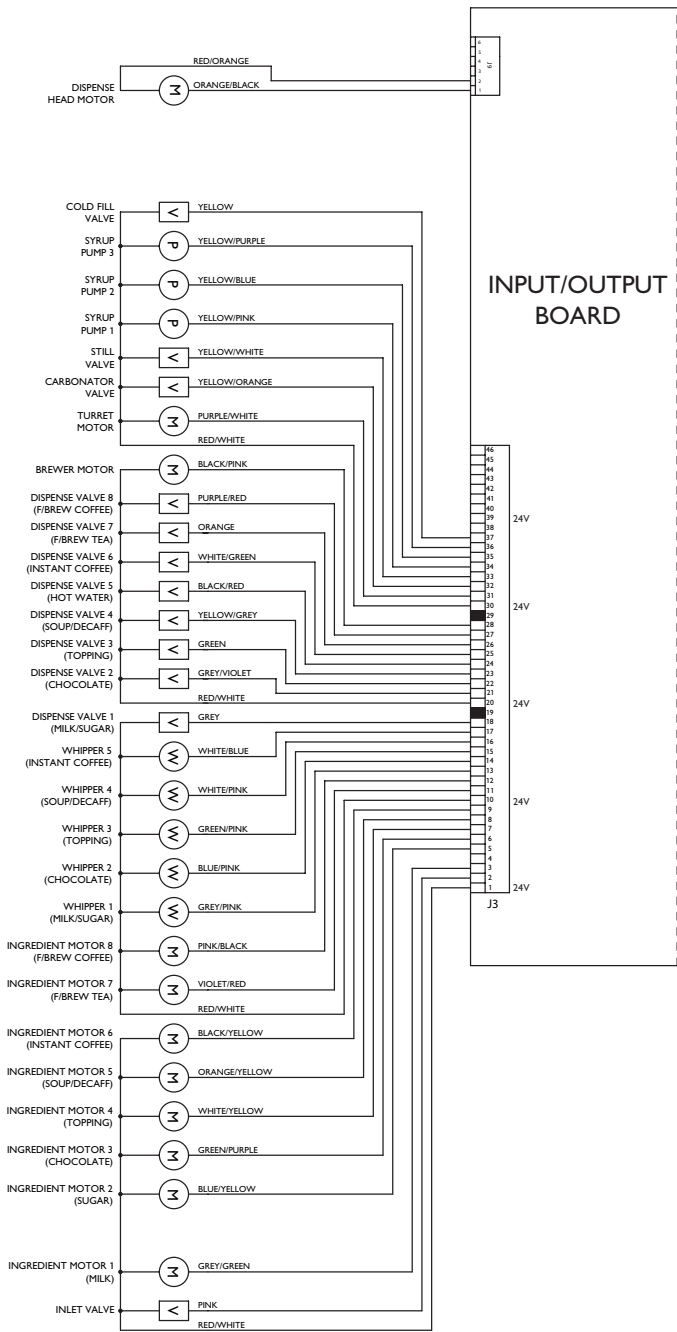 RED/ORANGE
DISPENSE
HEAD MOTOR
M
ORANGE/BLACK
6
5
4
3
2
1
J9
COLD FILL
VALVE
V
YELLOW
SYRUP
PUMP 3
P
YELLOW/PURPLE
SYRUP
PUMP 2
P
YELLOW/BLUE
SYRUP
PUMP 1
P
YELLOW/PINK
STILL
VALVE
V
YELLOW/WHITE
CARBONATOR
VALVE
V
YELLOW/ORANGE
TURRET
MOTOR
M
PURPLE/WHITE
RED/WHITE
INPUT/OUTPUT
BOARD
BREWER MOTOR
M
BLACK/PINK
DISPENSE VALVE 8
(F/BREW COFFEE)
V
PURPLE/RED
DISPENSE VALVE 7
(F/BREW TEA)
V
ORANGE
DISPENSE VALVE 6
(INSTANT COFFEE)
V
WHITE/GREEN
DISPENSE VALVE 5
(HOT WATER)
V
BLACK/RED
DISPENSE VALVE 4
(SOUP/DECAFF)
V
YELLOW/GREY
DISPENSE VALVE 3
(TOPPING)
V
GREEN
DISPENSE VALVE 2
(CHOCOLATE)
V
GREY/VIOLET
RED/WHITE
DISPENSE VALVE 1
(MILK/SUGAR)
V
GREY
WHIPPER 5
(INSTANT COFFEE)
W
WHITE/BLUE
WHIPPER 4
(SOUP/DECAFF)
W
WHITE/PINK
WHIPPER 3
(TOPPING)
W
GREEN/PINK
WHIPPER 2
(CHOCOLATE)
W
BLUE/PINK
WHIPPER 1
(MILK/SUGAR)
W
GREY/PINK
INGREDIENT MOTOR 8
(F/BREW COFFEE)
M
PINK/BLACK
INGREDIENT MOTOR 7
(F/BREW TEA)
M
VIOLET/RED
RED/WHITE
INGREDIENT MOTOR 6
(INSTANT COFFEE)
M
BLACK/YELLOW
INGREDIENT MOTOR 5
(SOUP/DECAFF)
M
ORANGE/YELLOW
INGREDIENT MOTOR 4
(TOPPING)
M
WHITE/YELLOW
INGREDIENT MOTOR 3
(CHOCOLATE)
M
GREEN/PURPLE
INGREDIENT MOTOR 2
(SUGAR)
M
BLUE/YELLOW
INGREDIENT MOTOR 1
(MILK)
M
GREY/GREEN
INLET VALVE
V
PINK
RED/WHITE
46
45
44
43
42
41
40
39 24V
38
37
36
35
34
33
32
31
30 24V
29
28
27
26
25
24
23
22
21
20 24V
19
18
17
16
15
14
13
12
11
10 24V
9
8
7
6
5
4
3
2
1 24V
J3